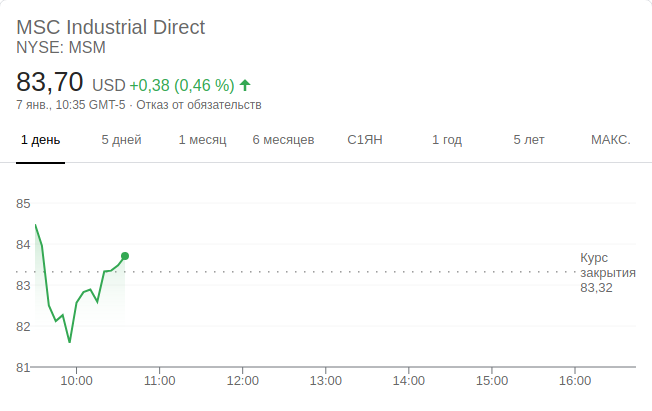 MSC Industrial Direct
NYSE: MSM
83,70 USD +0,38 (0,46 %)
7 янв., 10:35 GMT-5 · Отказ от обязательств
1 день 5 дней 1 месяц 6 месяцев С1ЯН 1 год 5 лет МАКС.
85
84
Курс
закрытия
83,32
83
82
81
10:00 11:00 12:00 13:00 14:00 15:00 16:00